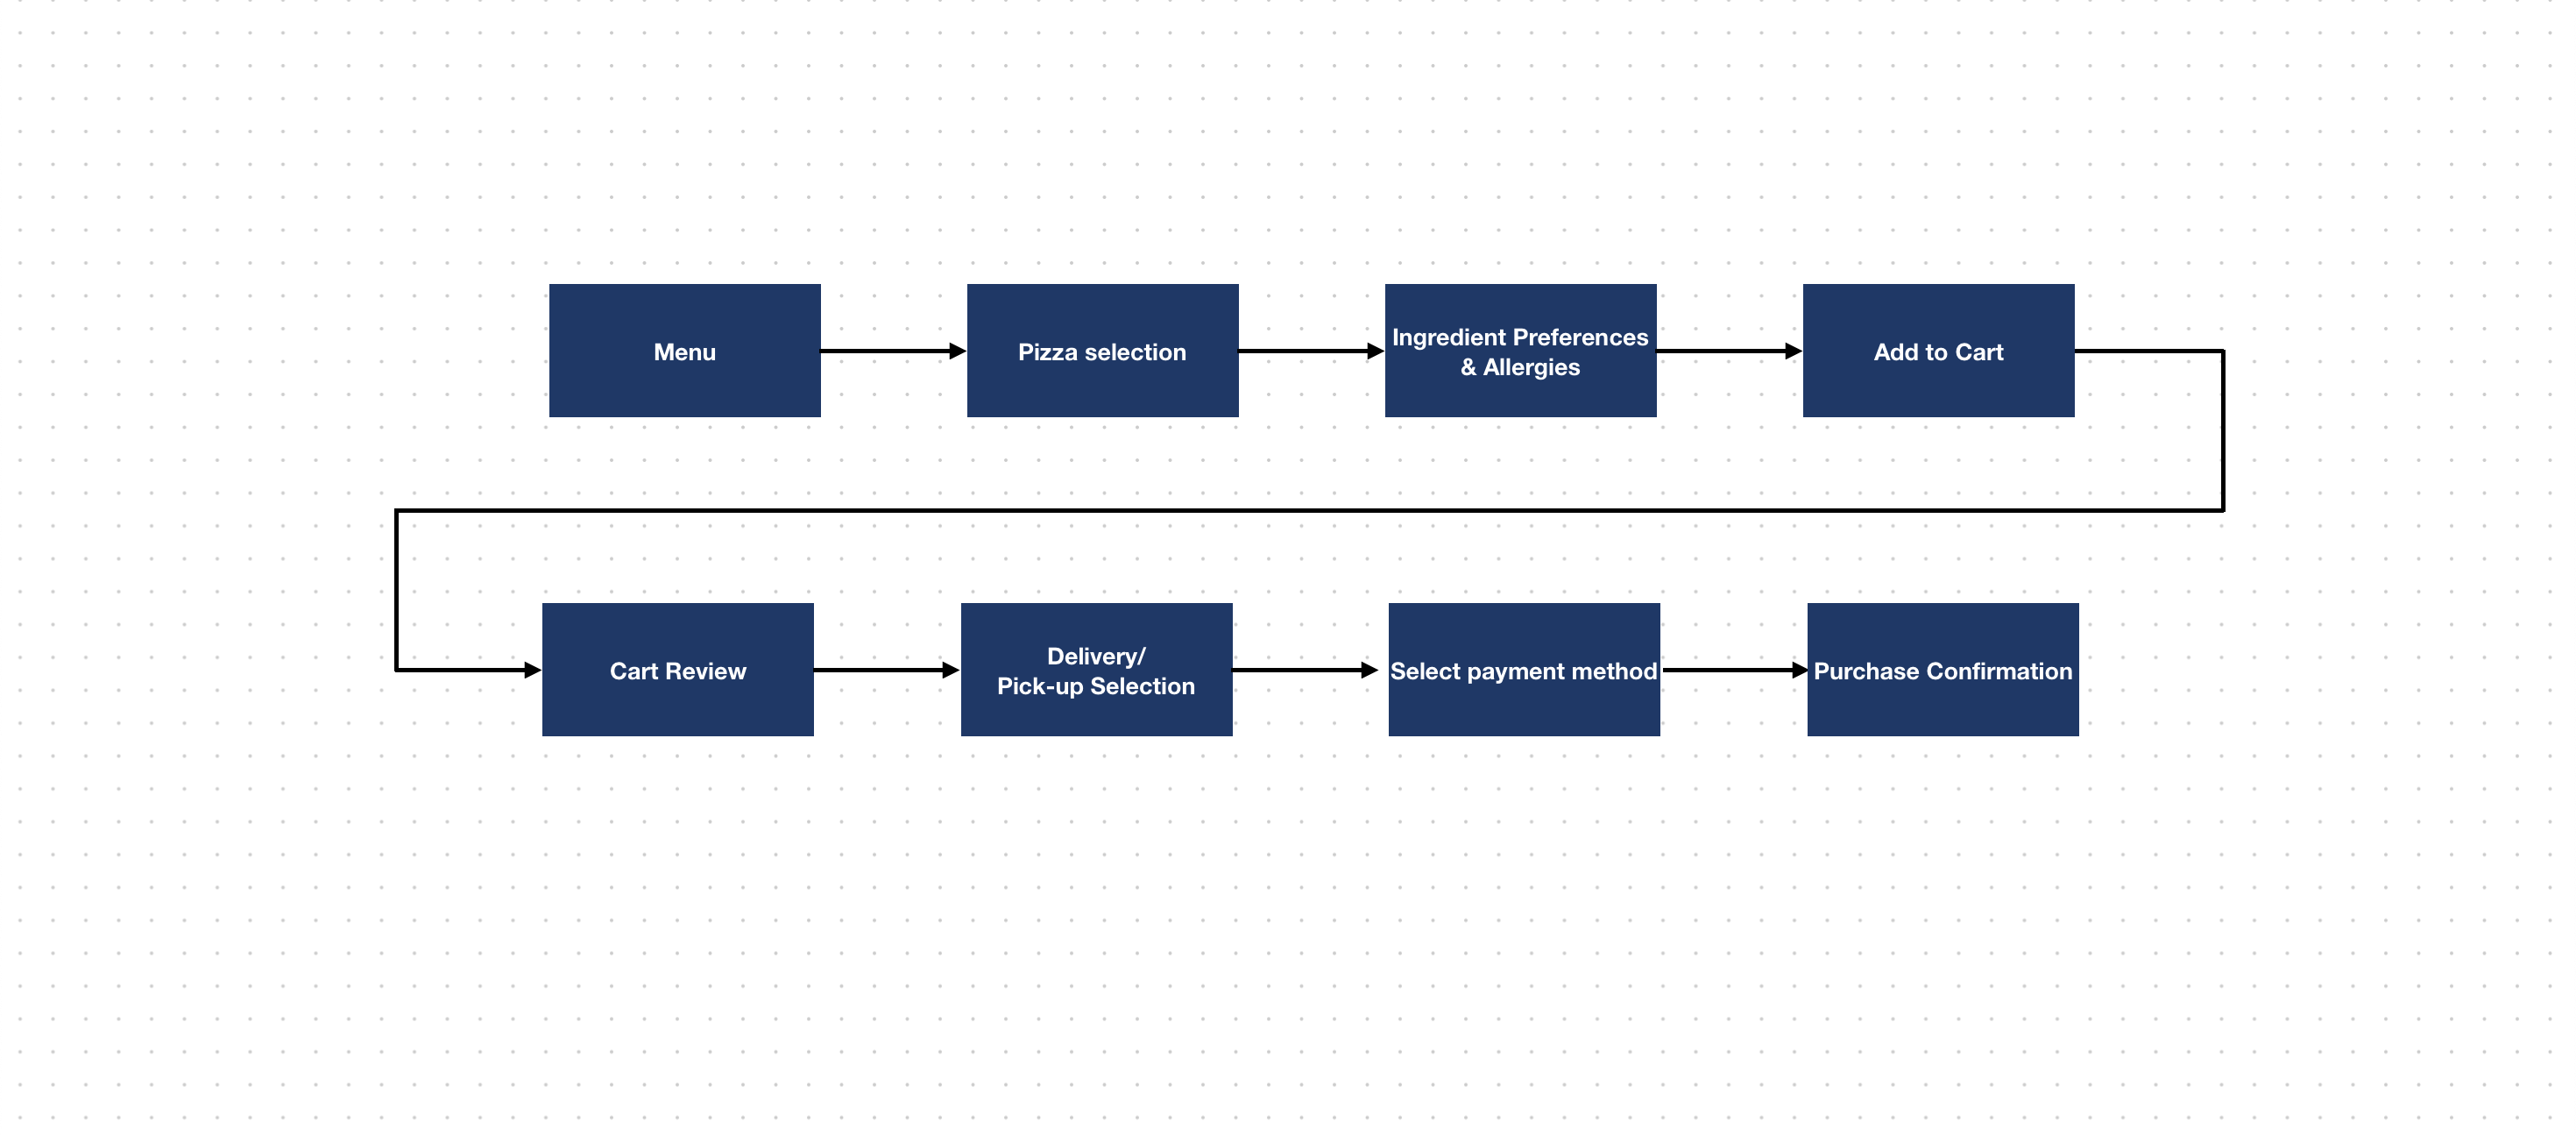 Menu
Pizza selection
Ingredient Preferences
& Allergies
Add to Cart
Cart Review
Delivery/
Pick-up Selection
Select payment method
Purchase Confirmation